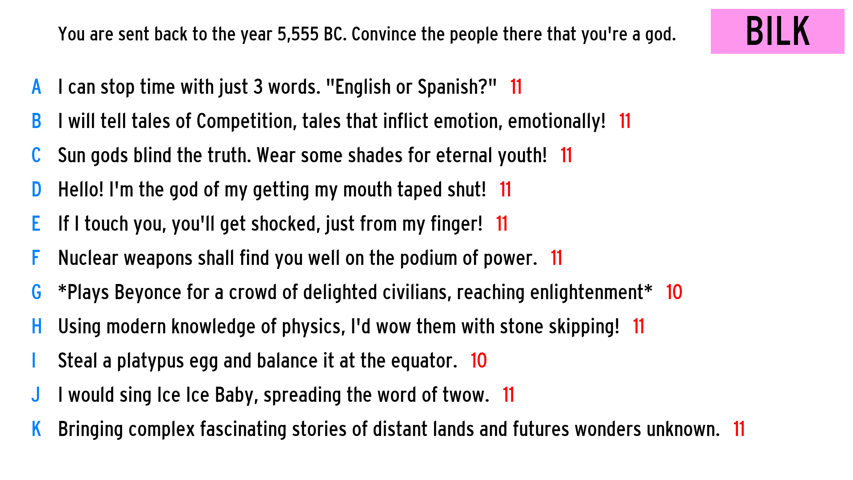 You are sent back to the year 5,555 BC. Convince the people there that you're a god.
BILK
A I can stop time with just 3 words. "English or Spanish?" 11
B I will tell tales of Competition, tales that inflict emotion, emotionally! 11
C Sun gods blind the truth. Wear some shades for eternal youth! 11
D Hello! I'm the god of my getting my mouth taped shut! 11
E If I touch you, you'll get shocked, just from my finger! 11
F Nuclear weapons shall find you well on the podium of power. 11
G *Plays Beyonce for a crowd of delighted civilians, reaching enlightenment* 10
H Using modern knowledge of physics, I'd wow them with stone skipping! 11
I Steal a platypus egg and balance it at the equator. 10
J I would sing Ice Ice Baby, spreading the word of twow. 11
K Bringing complex fascinating stories of distant lands and futures wonders unknown. 11